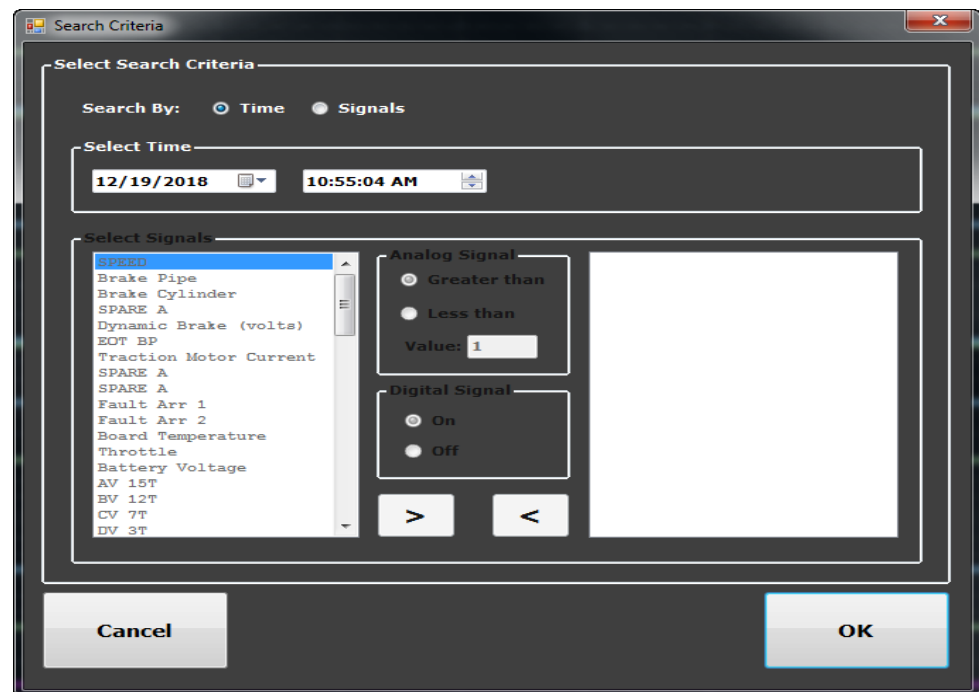 Search Criteria
Select Search Criteria
Search By: Time Signals
Select Time
12/19/2018 10:55:04 AM
Select Signals
SPEED
Brake Pipe
Brake Cylinder
SPARE A
Dynamic Brake (volts)
EOT BP
Traction Motor Current
SPARE A
SPARE A
Fault Arr 1
Fault Arr 2
Board Temperature
Throttle
Battery Voltage
AV 15T
BV 12T
CV 7T
DV 3T
Analog Signal
Greater than
Less than
Value: 1
Digital Signal
On
Off
> <
Cancel OK